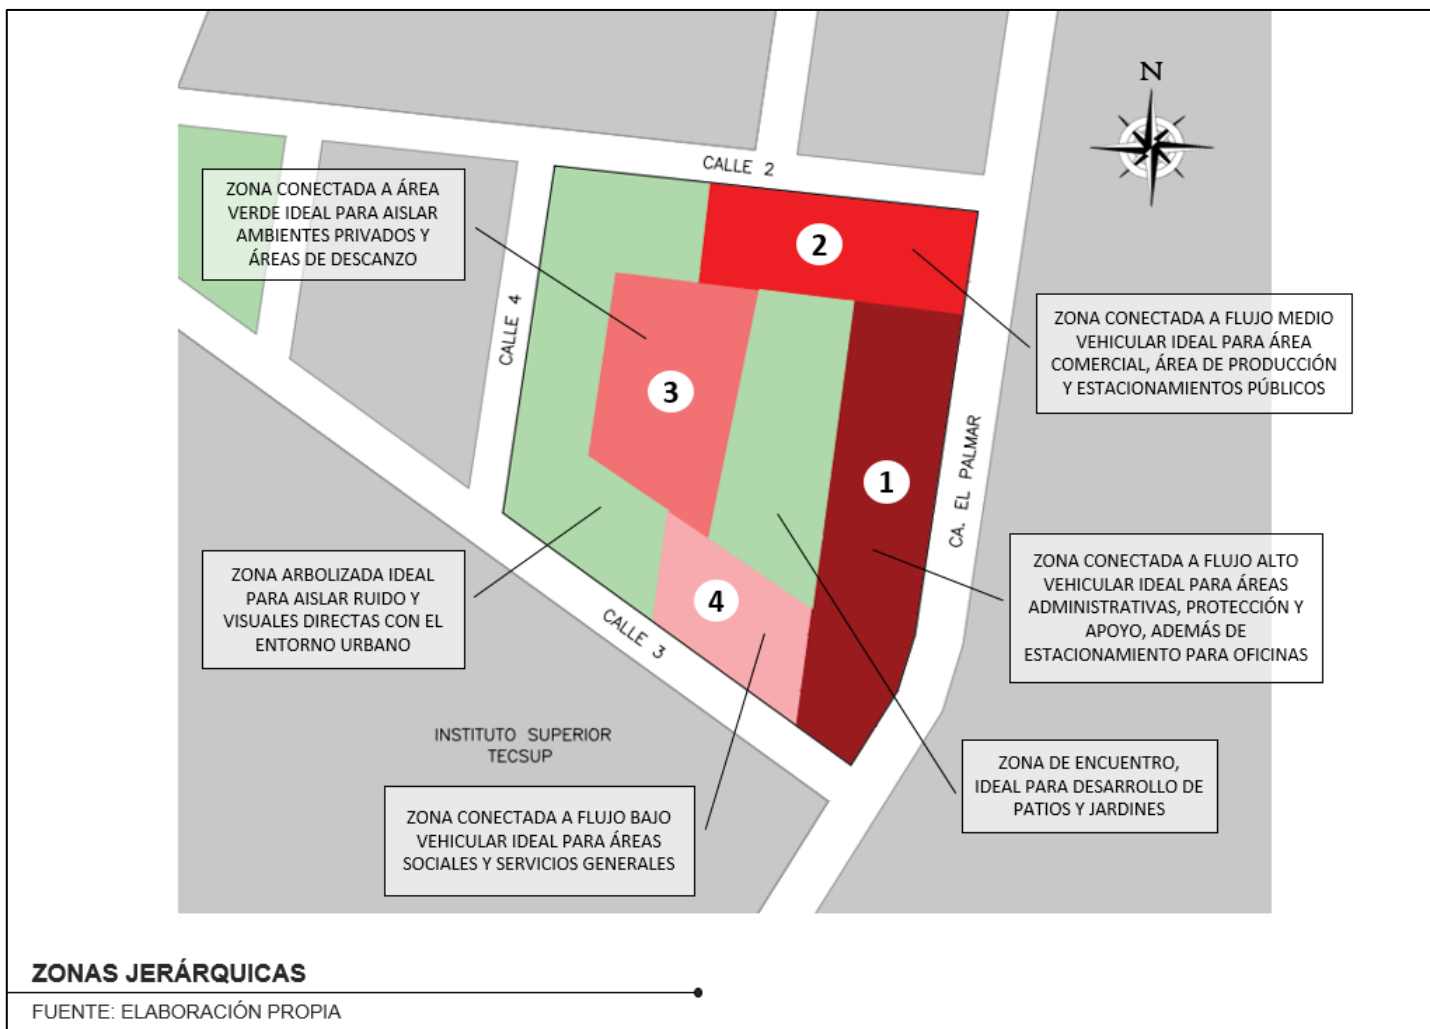 N
CALLE 2
ZONA CONECTADA A ÁREA
VERDE IDEAL PARA AISLAR
AMBIENTES PRIVADOS Y
ÁREAS DE DESCANZO
2
CALLE 4
ZONA CONECTADA A FLUJO MEDIO
VEHICULAR IDEAL PARA ÁREA
COMERCIAL, ÁREA DE PRODUCCIÓN
Y ESTACIONAMIENTOS PÚBLICOS
3
1
CA. EL PALMAR
ZONA ARBOLIZADA IDEAL
PARA AISLAR RUIDO Y
VISUALES DIRECTAS CON EL
ENTORNO URBANO
4
CALLE 3
ZONA CONECTADA A FLUJO ALTO
VEHICULAR IDEAL PARA ÁREAS
ADMINISTRATIVAS, PROTECCIÓN Y
APOYO, ADEMÁS DE
ESTACIONAMIENTO PARA OFICINAS
INSTITUTO SUPERIOR
TECSUP
ZONA DE ENCUENTRO,
IDEAL PARA DESARROLLO DE
PATIOS Y JARDINES
ZONA CONECTADA A FLUJO BAJO
VEHICULAR IDEAL PARA ÁREAS
SOCIALES Y SERVICIOS GENERALES
ZONAS JERÁRQUICAS
FUENTE: ELABORACIÓN PROPIA